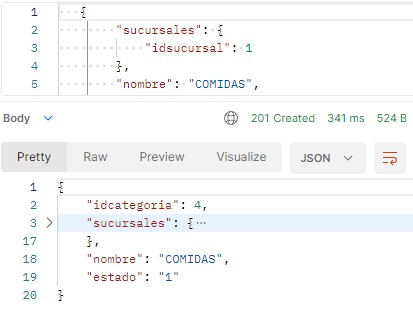 1 {
2 "sucursales": {
3 "idsucursal": 1
4 },
5 "nombre": "COMIDAS",
Body 201 Created 341 ms 524 B
Pretty Raw Preview Visualize JSON
1 {
2 "idcategoria": 4,
3 "sucursales": {…
17 },
18 "nombre": "COMIDAS",
19 "estado": "1"
20 }